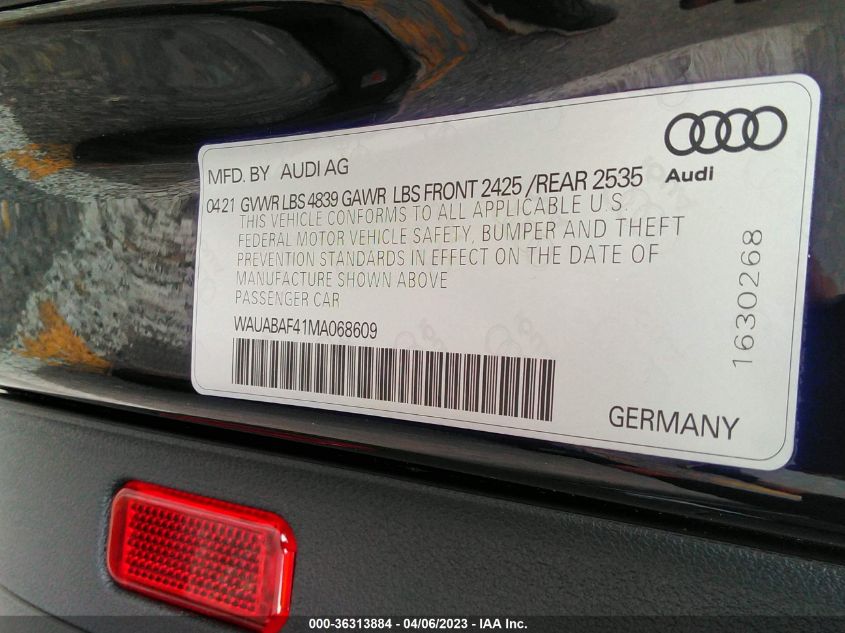 MFD. BY AUDI AG
Audi
04 21 GVWR LBS 4839 GAWR LBS FRONT 2425 /REAR 2535
THIS VEHICLE CONFORMS TO ALL APPLICABLE U S
FEDERAL MOTOR VEHICLE SAFETY, BUMPER AND THEFT
PREVENTION STANDARDS IN EFFECT ON THE DATE OF
MANUFACTURE SHOWN ABOVE
PASSENGER CAR
WAUABAF41MA068609
1630268
GERMANY
000-36313884 - 04/06/2023 - IAA Inc.